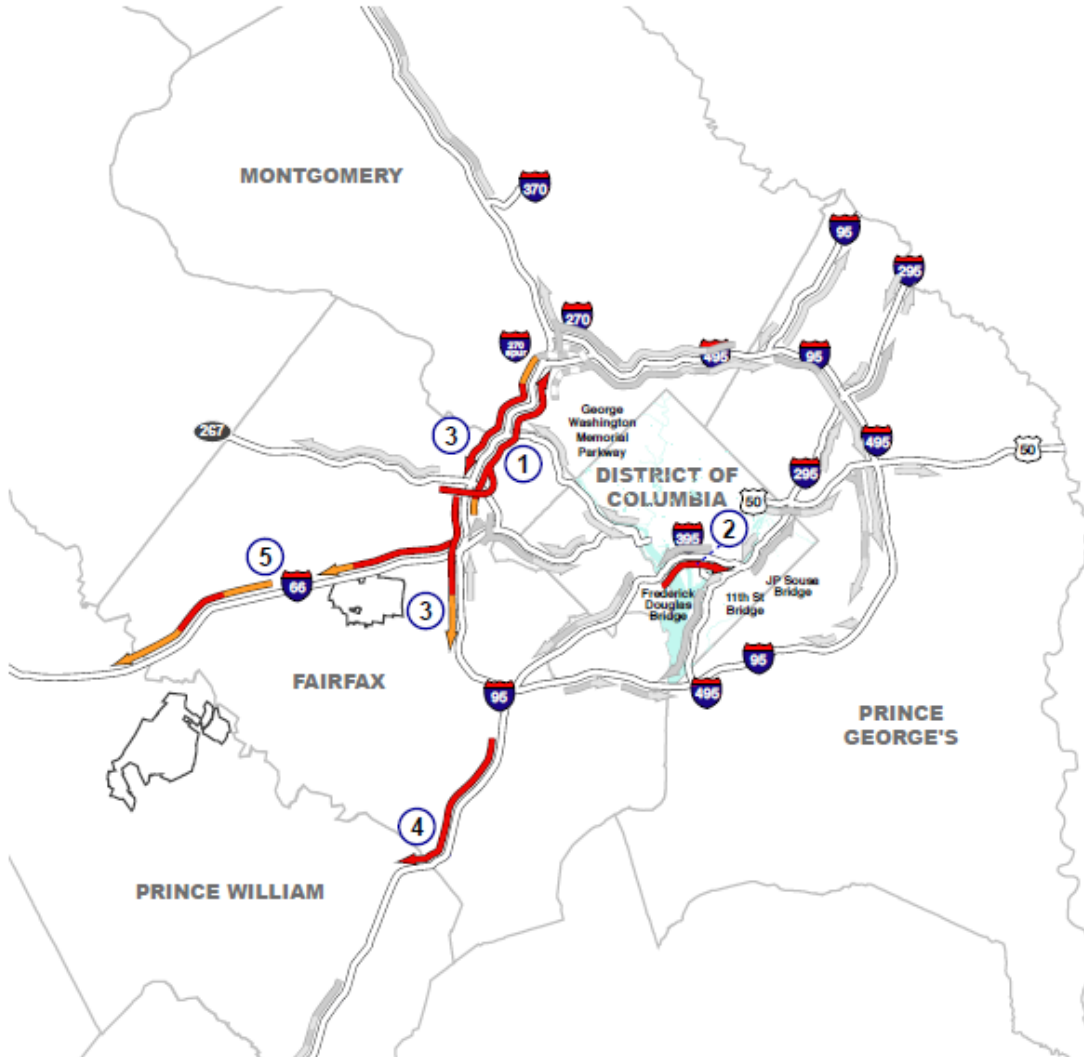 MONTGOMERY
370
95
295
270
270
spur
495
95
George
Washington
Memorial
Parkway
267
3
1
495
50
DISTRICT OF
COLUMBIA
295
50
2
395
5
66
Frederick
Douglas
Bridge
JP Souse
Bridge
11th St
Bridge
3
95
FAIRFAX
95
495
PRINCE
GEORGE'S
4
PRINCE WILLIAM